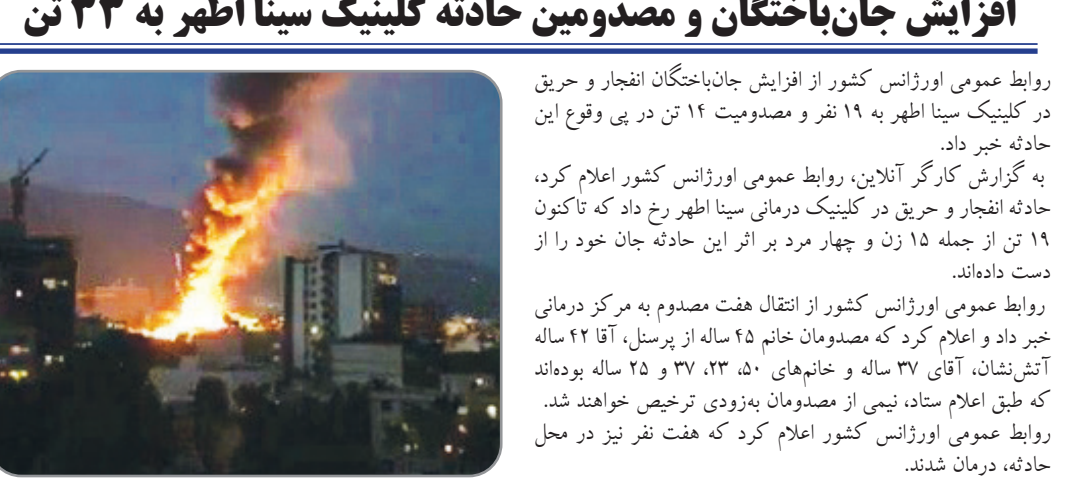 افزایش جان‌باختگان و مصدومین حادثه کلینیک سینا اطهر به ۳۳ تن
روابط عمومی اورژانس کشور از افزایش جان‌باختگان انفجار و حریق
در کلینیک سینا اطهر به ۱۹ نفر و مصدومیت ۱۴ تن در پی وقوع این
حادثه خبر داد.
به گزارش کارگر آنلاین، روابط عمومی اورژانس کشور اعلام کرد،
حادثه انفجار و حریق در کلینیک درمانی سینا اطهر رخ داد که تاکنون
۱۹ تن از جمله ۱۵ زن و چهار مرد بر اثر این حادثه جان خود را از
دست داده‌اند.
روابط عمومی اورژانس کشور از انتقال هفت مصدوم به مرکز درمانی
خبر داد و اعلام کرد که مصدومان خانم ۴۵ ساله از پرسنل، آقا ۴۲ ساله
آتش‌نشان، آقای ۳۷ ساله و خانم‌های ۵۰، ۲۳، ۳۷ و ۲۵ ساله بوده‌اند
که طبق اعلام ستاد، نیمی از مصدومان به‌زودی ترخیص خواهند شد.
روابط عمومی اورژانس کشور اعلام کرد که هفت نفر نیز در محل
حادثه، درمان شدند.